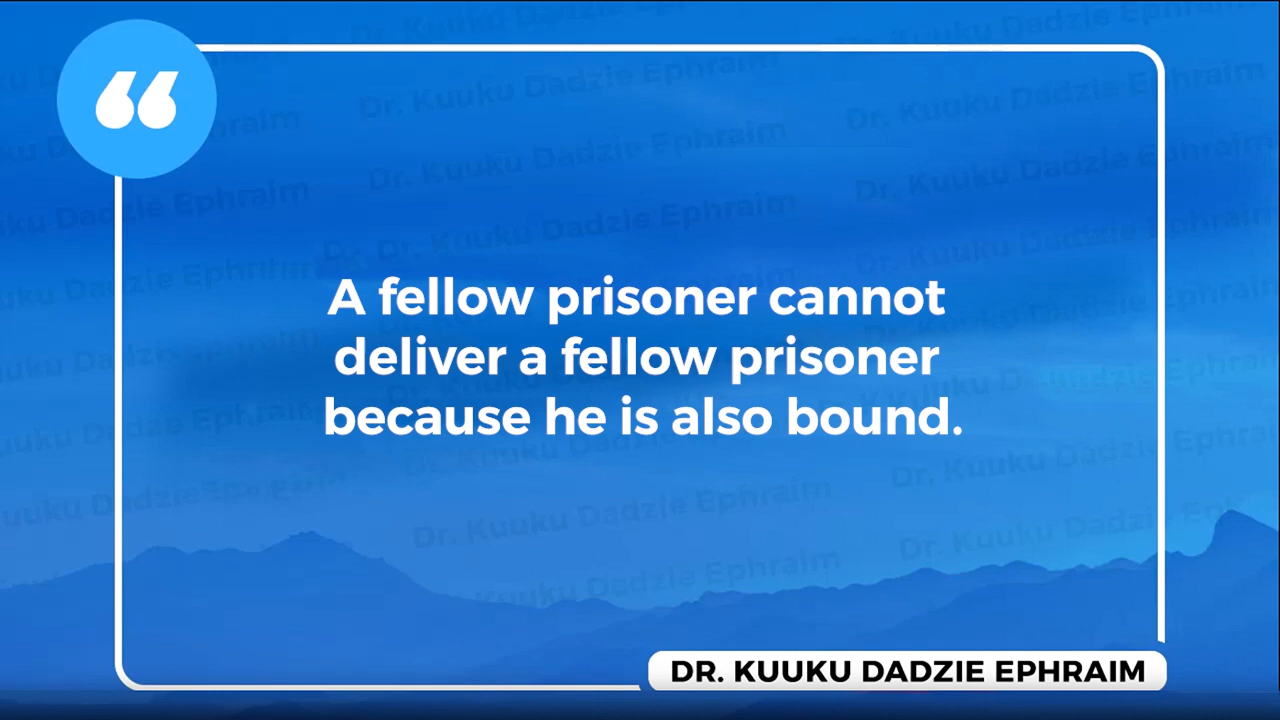 A fellow prisoner cannot
deliver a fellow prisoner
because he is also bound.
DR. KUUKU DADZIE EPHRAIM